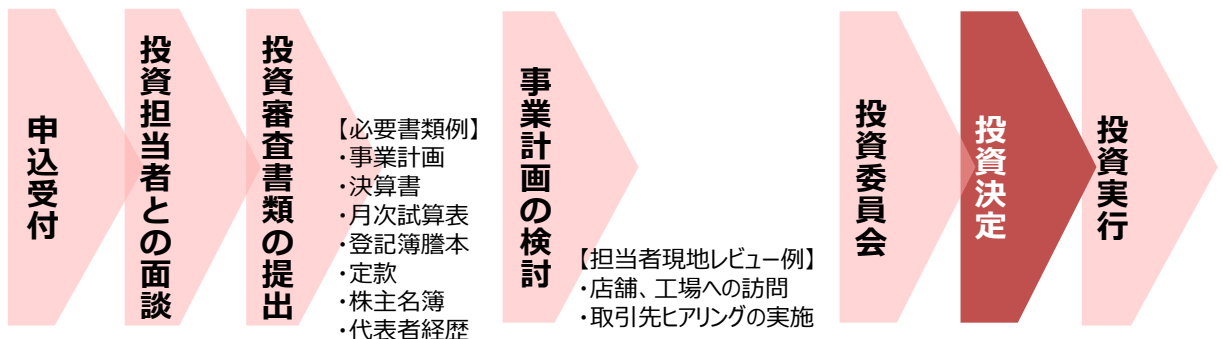 申込受付
投資担当者との面談
投資審査書類の提出
【必要書類例】
・事業計画
・決算書
・月次試算表
・登記簿謄本
・定款
・株主名簿
・代表者経歴
事業計画の検討
【担当者現地レビュー例】
・店舗、工場への訪問
・取引先ヒアリングの実施
投資委員会
投資決定
投資実行